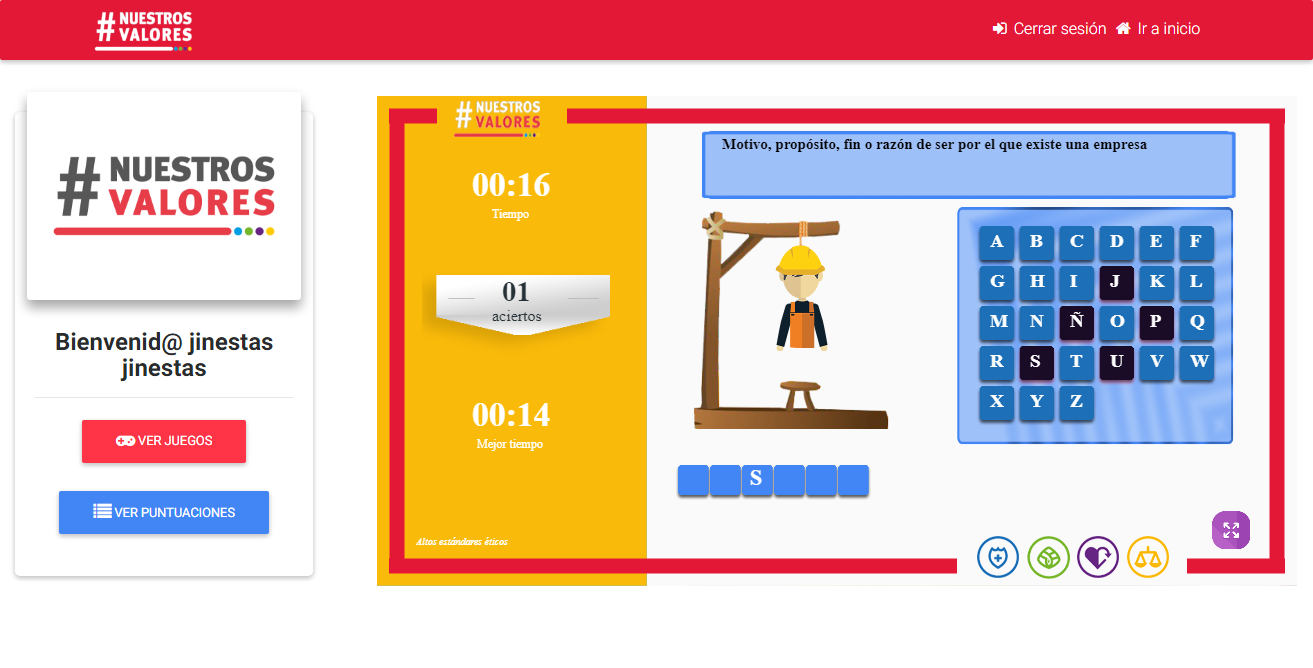 # NUESTROS
VALORES
Cerrar sesión Ir a inicio
# NUESTROS
VALORES
Bienvenid@ jinestas
jinestas
VER JUEGOS
VER PUNTUACIONES
# NUESTROS
VALORES
00:16
Tiempo
01
aciertos
00:14
Mejor tiempo
Altos estándares éticos
Motivo, propósito, fin o razón de ser por el que existe una empresa
A B C D E F
G H I J K L
M N Ñ O P Q
R S T U V W
X Y Z
S